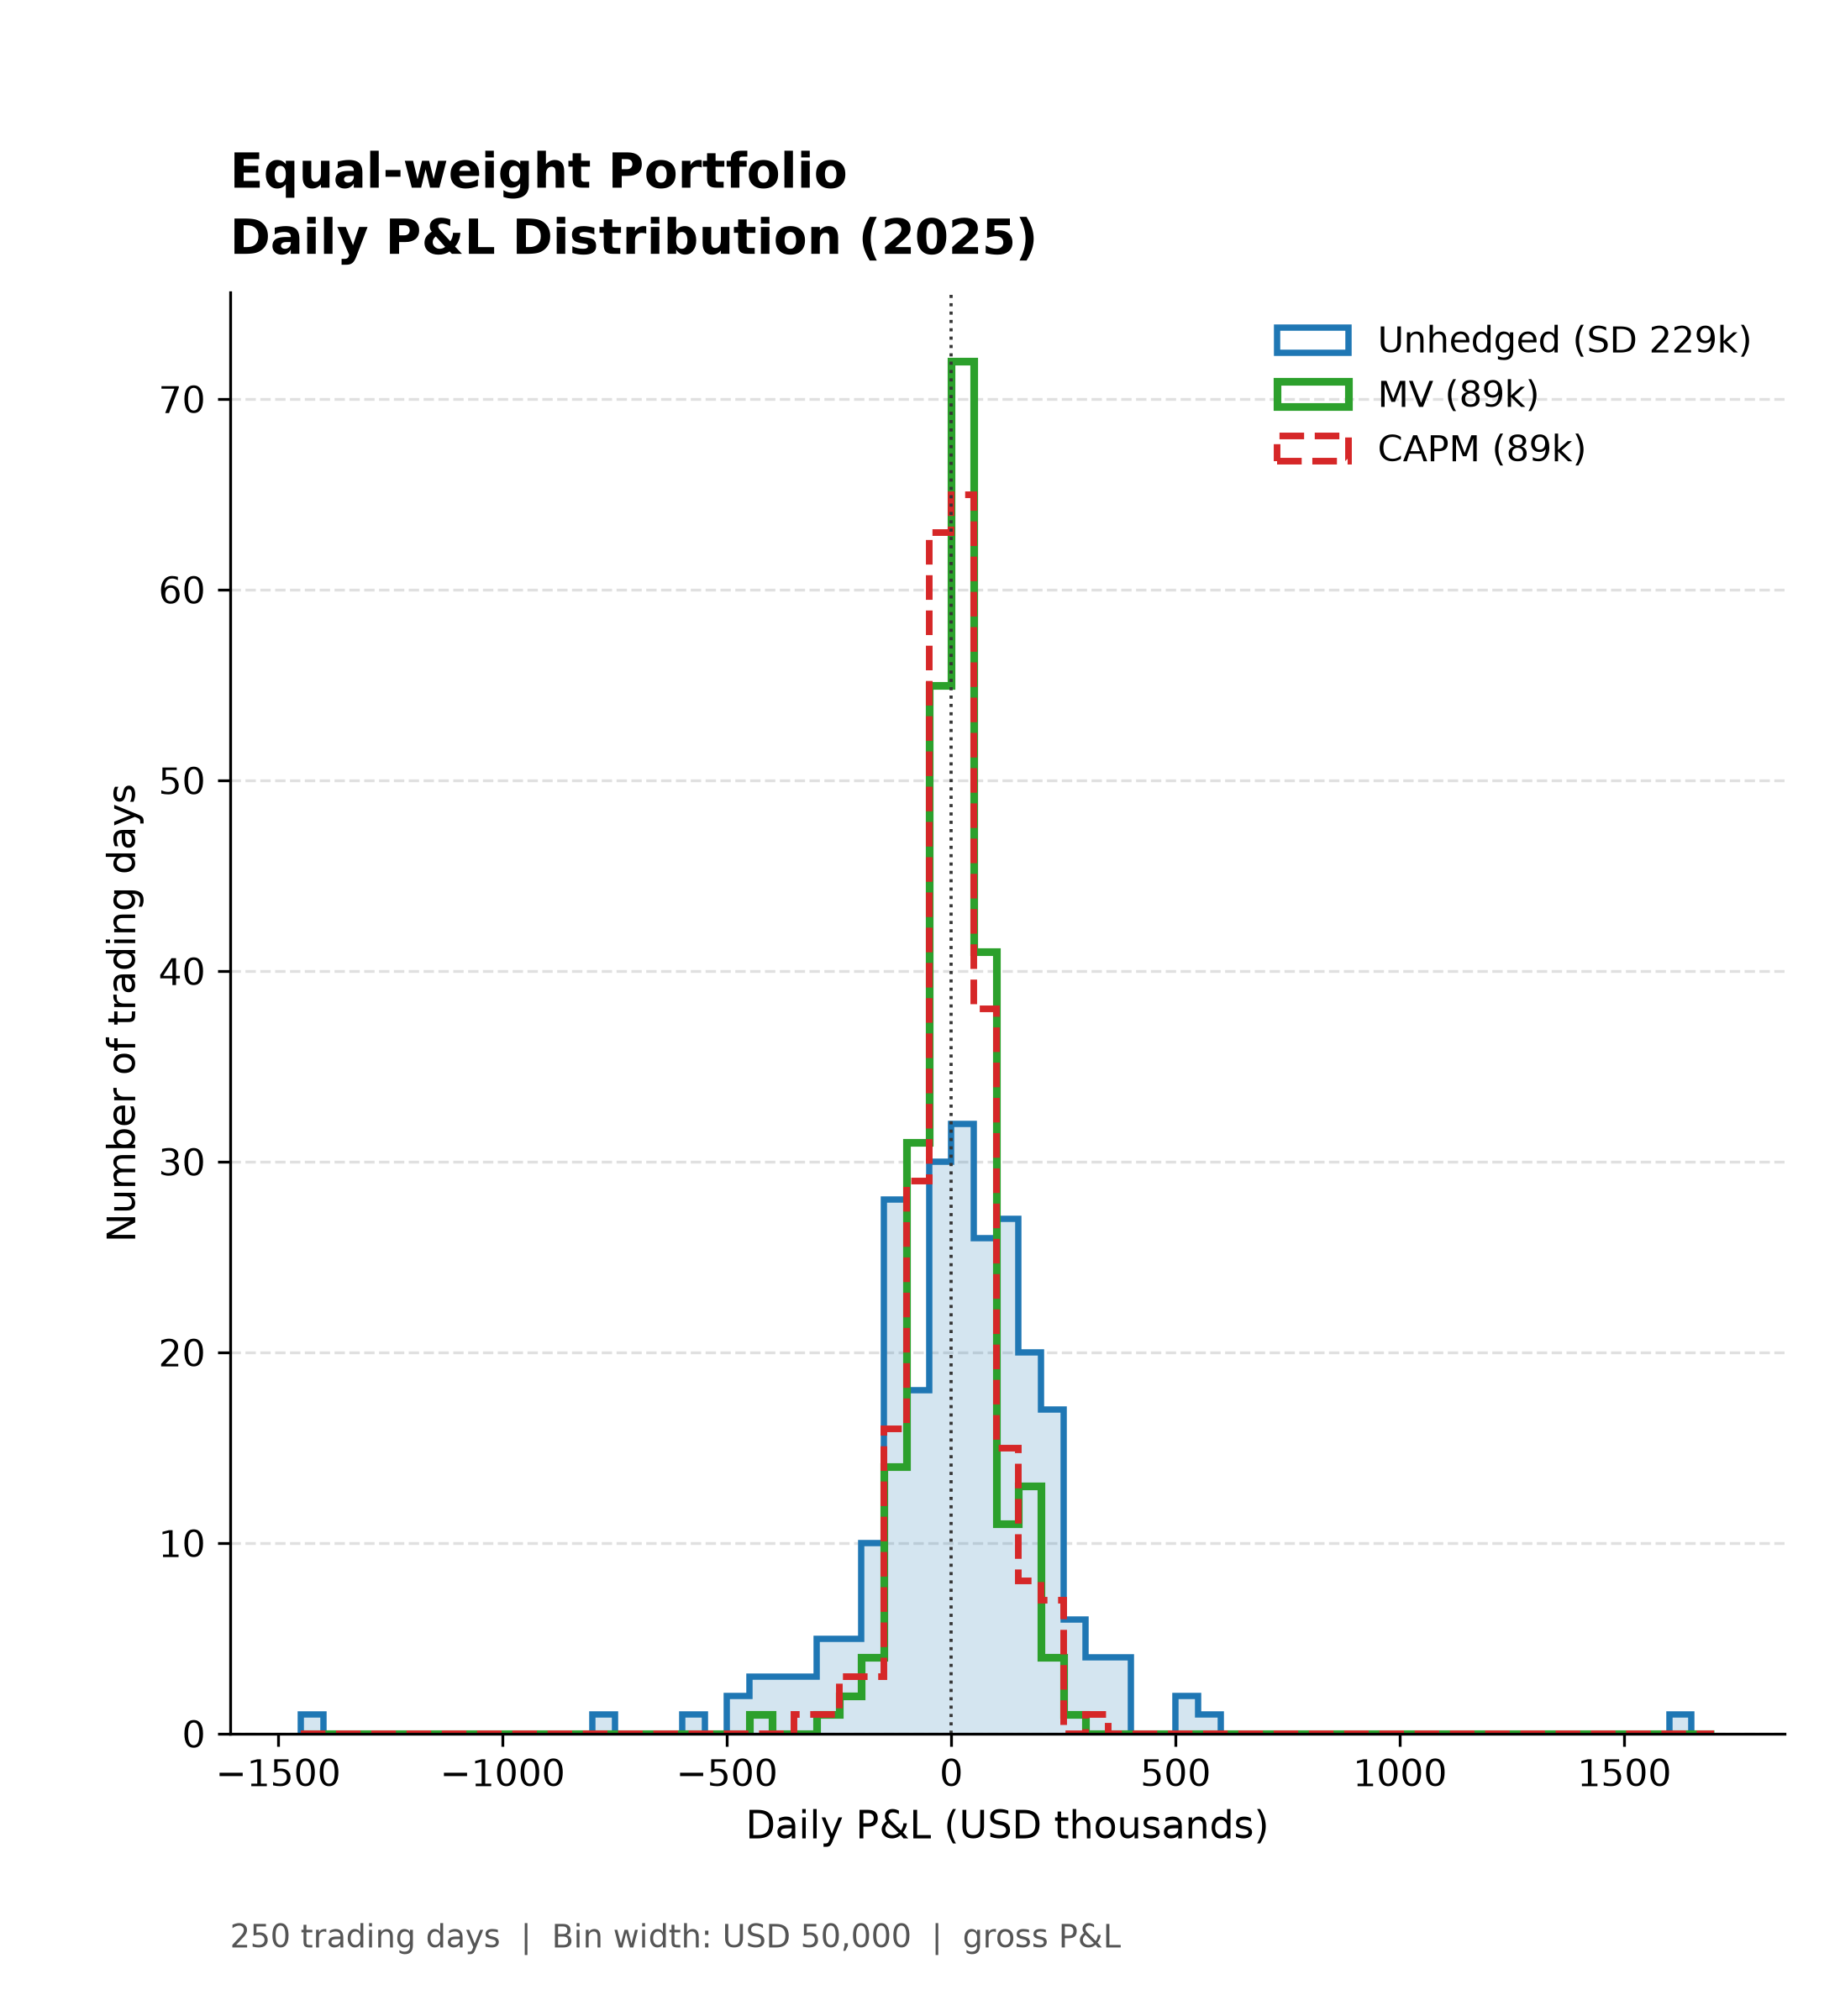 Equal-weight Portfolio
Daily P&L Distribution (2025)
Unhedged (SD 229k)
MV (89k)
CAPM (89k)
Number of trading days
70
60
50
40
30
20
10
0
−1500 −1000 −500 0 500 1000 1500
Daily P&L (USD thousands)
250 trading days | Bin width: USD 50,000 | gross P&L